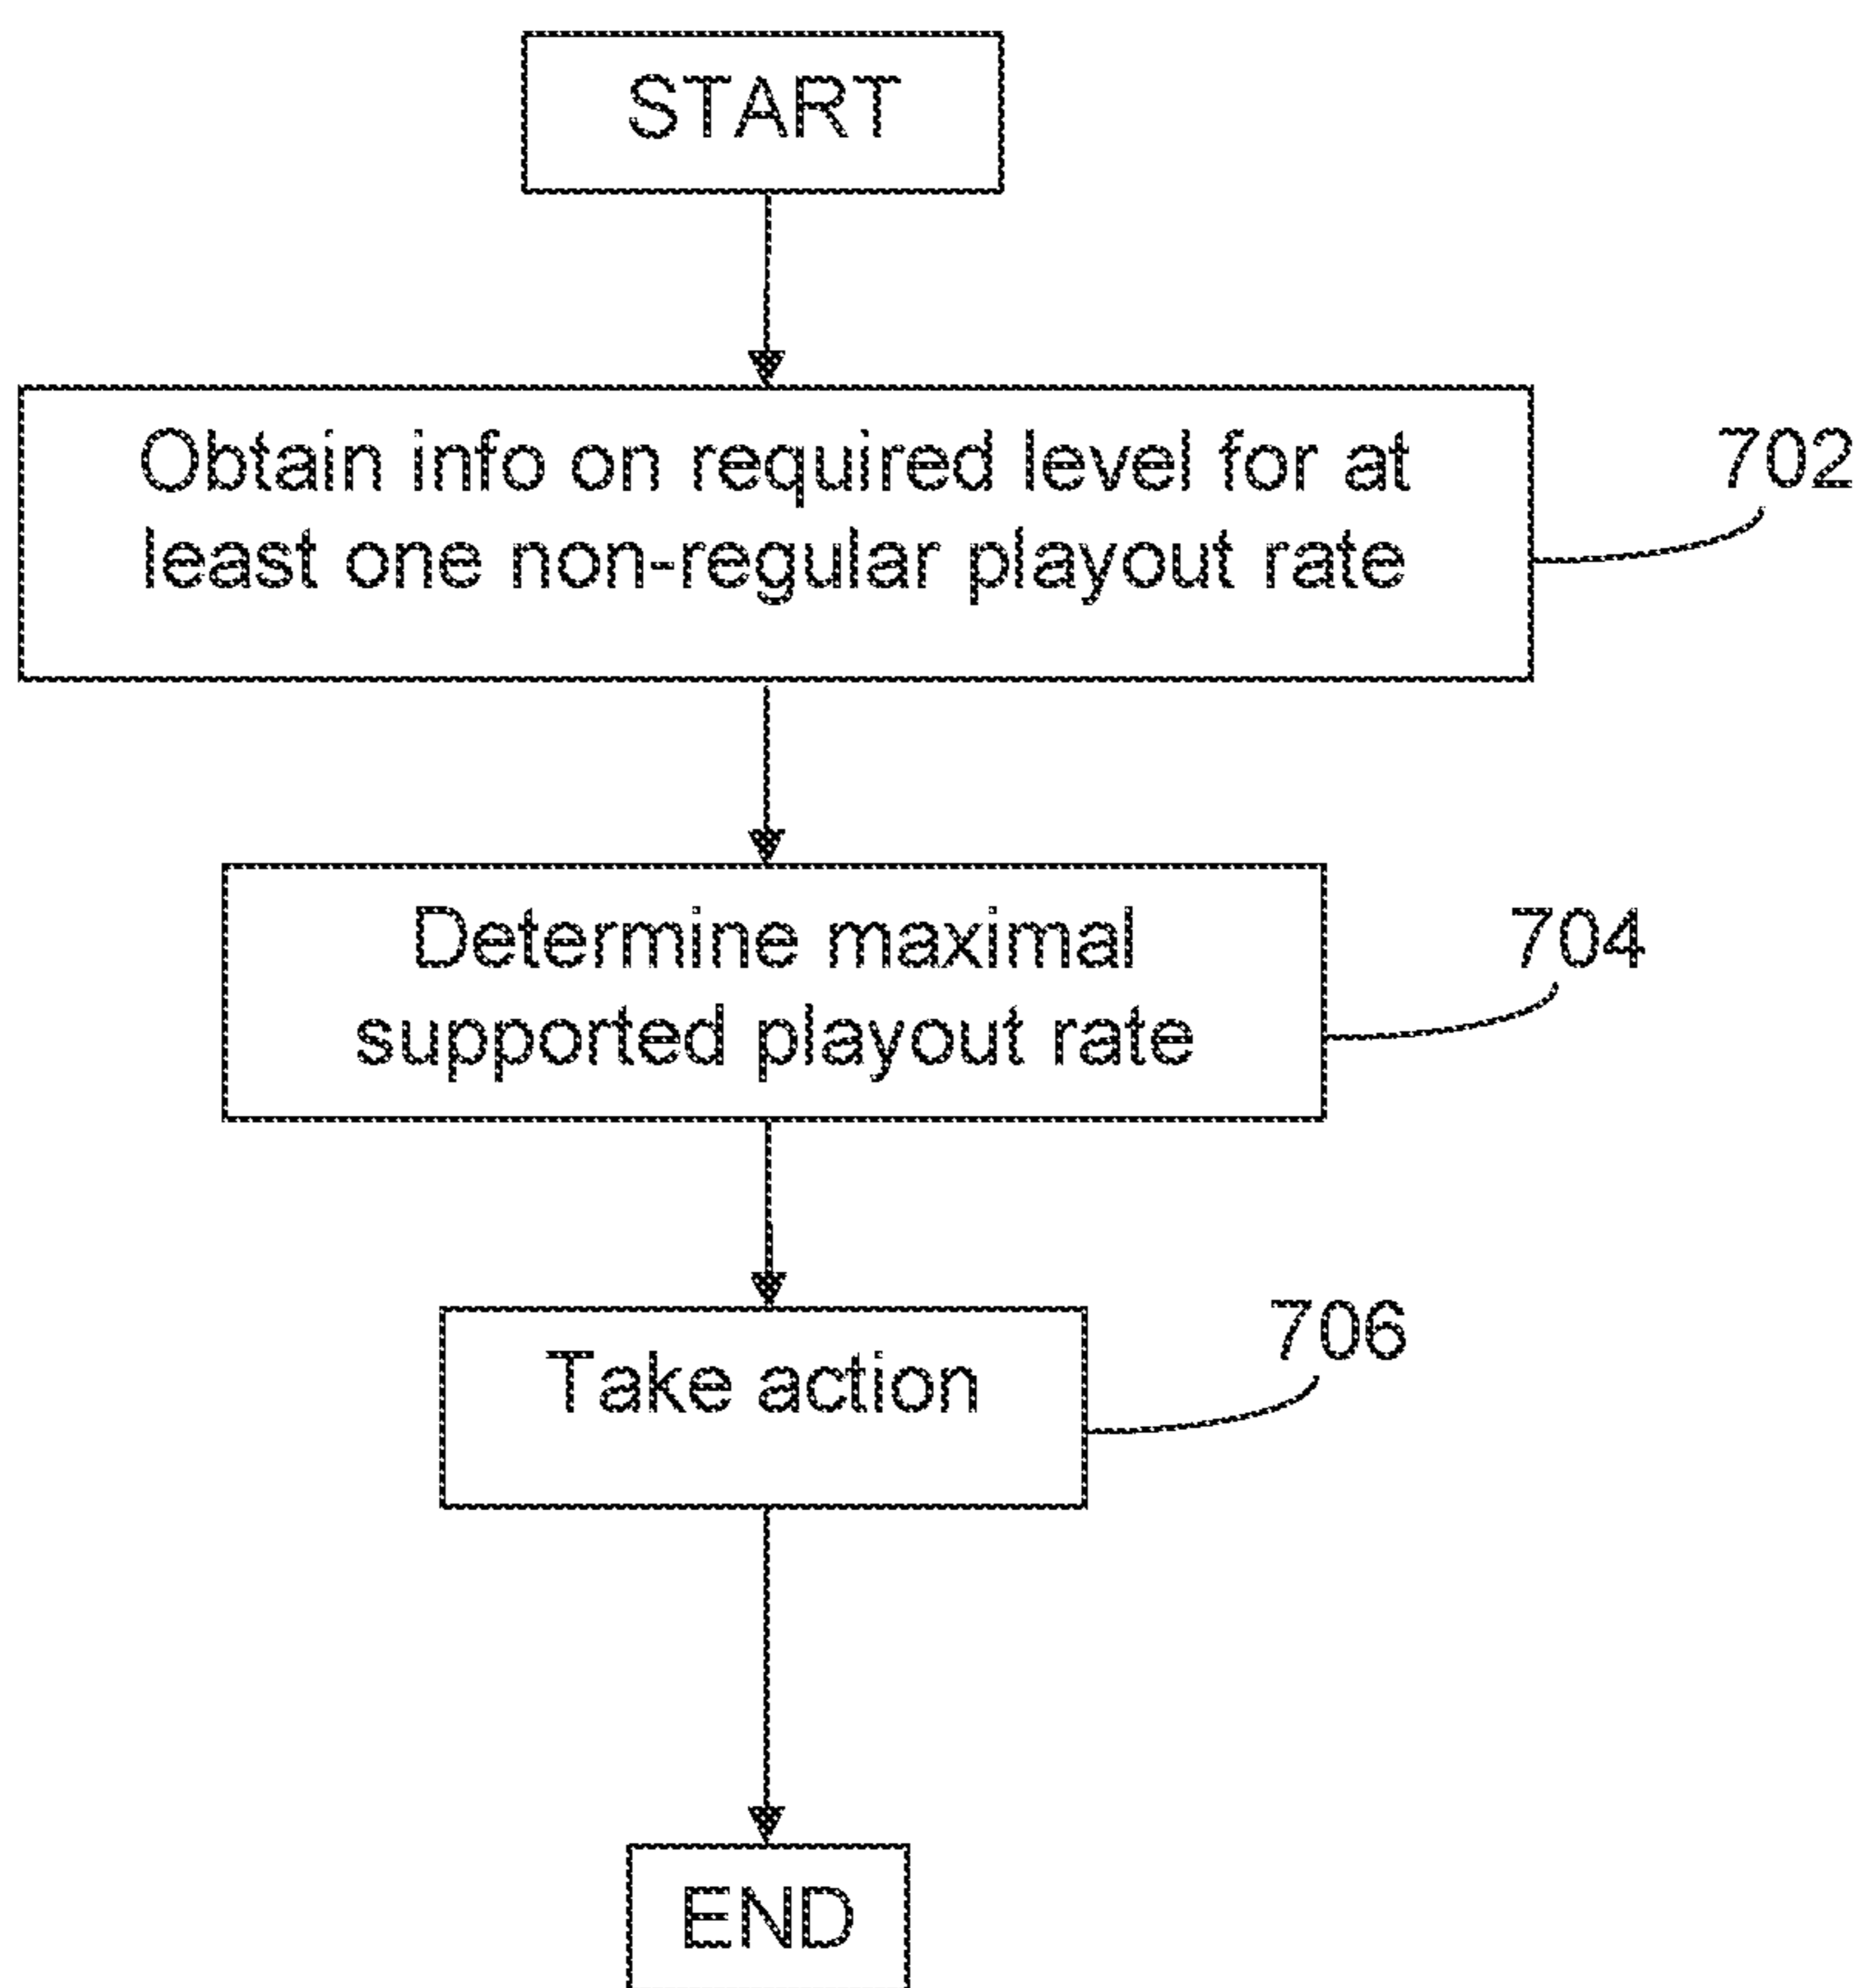 START
Obtain info on required level for at
least one non-regular playout rate
702
Determine maximal
supported playout rate
704
Take action
706
END